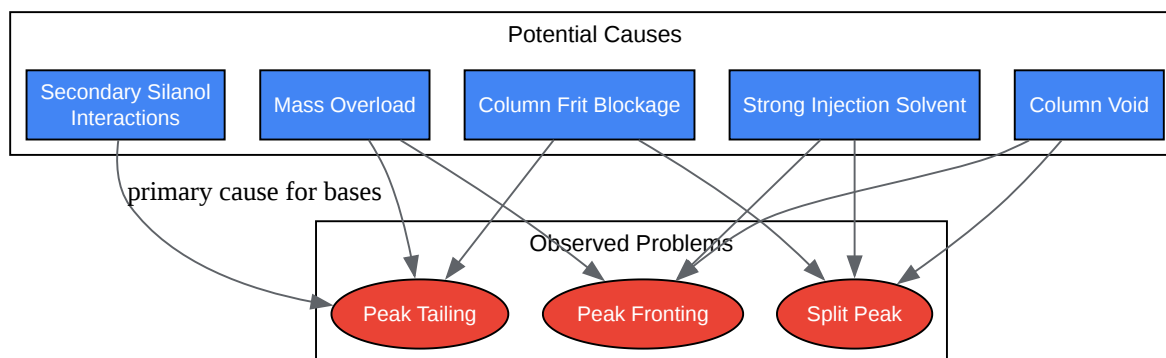 Potential Causes
Secondary Silanol
Interactions
Mass Overload
Column Frit Blockage
Strong Injection Solvent
Column Void
primary cause for bases
Observed Problems
Peak Tailing
Peak Fronting
Split Peak